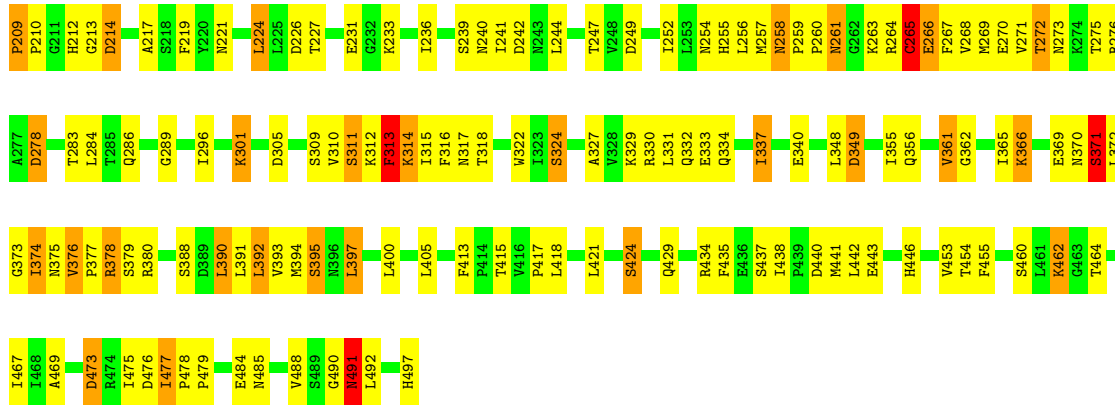 P209 P210 G211 H212 G213 D214 A217 S218 F219 Y220 N221 L224 L225 D226 T227 E231 G232 K233 I236 S239 N240 I241 D242 N243 L244 T247 V248 D249 I252 L253 N254 H255 L256 M257 N258 P259 P260 N261 G262 K263 R264 C265 E266 F267 V268 M269 E270 V271 T272 N273 K274 T275
A277 D278 T283 L284 T285 Q286 G289 I296 K301 D305 S309 V310 S311 K312 F313 K314 I315 F316 N317 T318 W322 I323 S324 A327 V328 K329 R330 L331 Q332 E333 Q334 I337 E340 L348 D349 I355 Q356 V361 G362 I365 K366 E369 N370 S371
G373 I374 N375 V376 P377 R378 S379 R380 S388 D389 L390 L391 L392 V393 M394 S395 N396 L397 L400 L405 F413 P414 T415 V416 P417 L418 L421 S424 Q429 R434 F435 E436 S437 I438 P439 D440 M441 L442 E443 H446 V453 T454 F455 S460 L461 K462 G463 T464
I467 I468 A469 D473 R474 I475 D476 I477 P478 P479 E484 N485 V488 S489 G490 N491 L492 H497